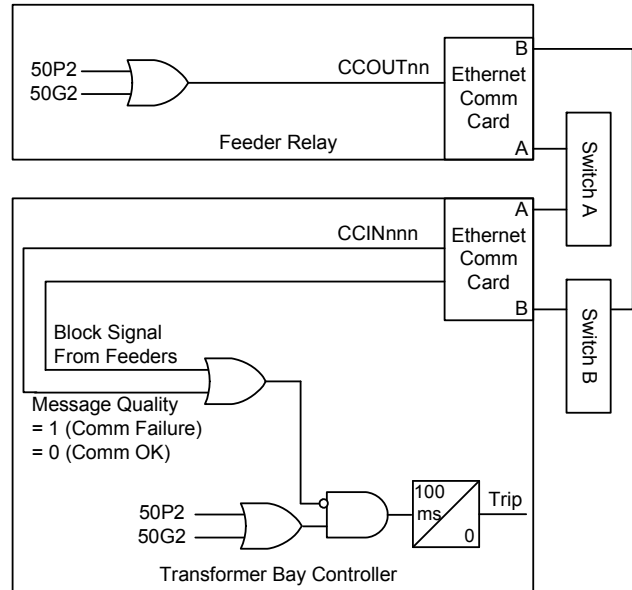 50P2
50G2
CCOUTnn
B
Ethernet
Comm
Card
A
Feeder Relay
Switch A
CCINnnn
A
Ethernet
Comm
Card
B
Switch B
Block Signal
From Feeders
Message Quality
= 1 (Comm Failure)
= 0 (Comm OK)
50P2
50G2
100
ms
0
Trip
Transformer Bay Controller